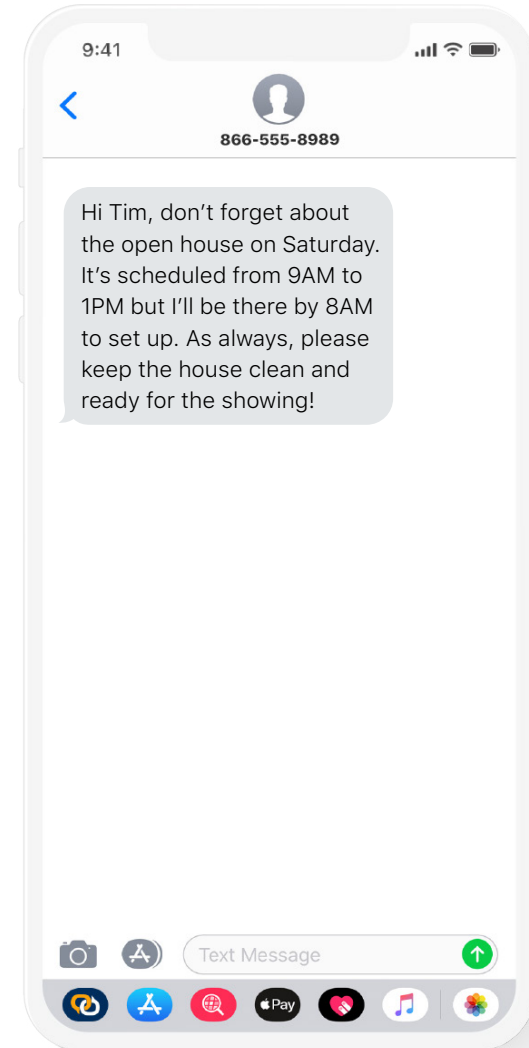 9:41
866-555-8989
Hi Tim, don’t forget about
the open house on Saturday.
It’s scheduled from 9AM to
1PM but I’ll be there by 8AM
to set up. As always, please
keep the house clean and
ready for the showing!
Text Message
Pay